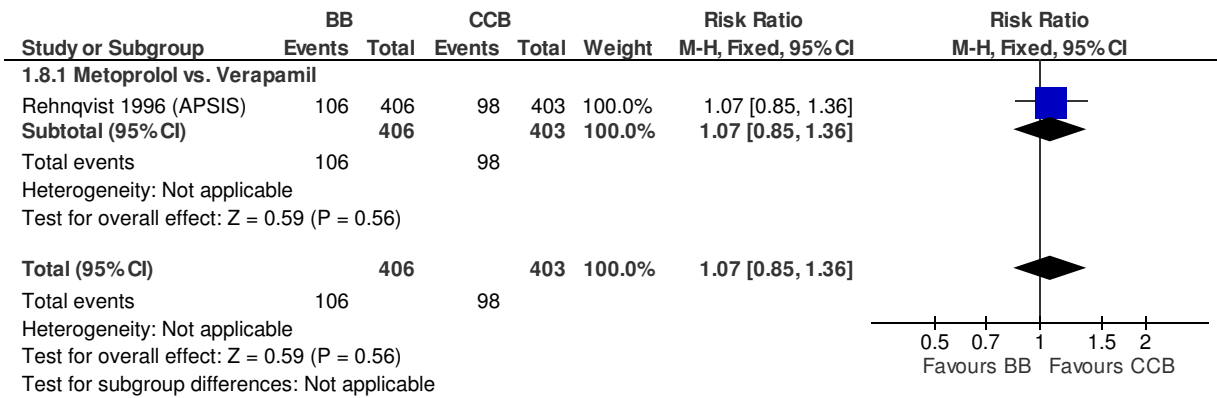 BB CCB Risk Ratio Risk Ratio
Study or Subgroup Events Total Events Total Weight M-H, Fixed, 95% CI M-H, Fixed, 95% CI
1.8.1 Metoprolol vs. Verapamil
Rehnqvist 1996 (APSIS) 106 406 98 403 100.0% 1.07 [0.85, 1.36]
Subtotal (95% CI) 406 403 100.0% 1.07 [0.85, 1.36]
Total events 106 98
Heterogeneity: Not applicable
Test for overall effect: Z = 0.59 (P = 0.56)
Total (95% CI) 406 403 100.0% 1.07 [0.85, 1.36]
Total events 106 98
Heterogeneity: Not applicable
Test for overall effect: Z = 0.59 (P = 0.56)
Test for subgroup differences: Not applicable
0.5 0.7 1 1.5 2
Favours BB Favours CCB